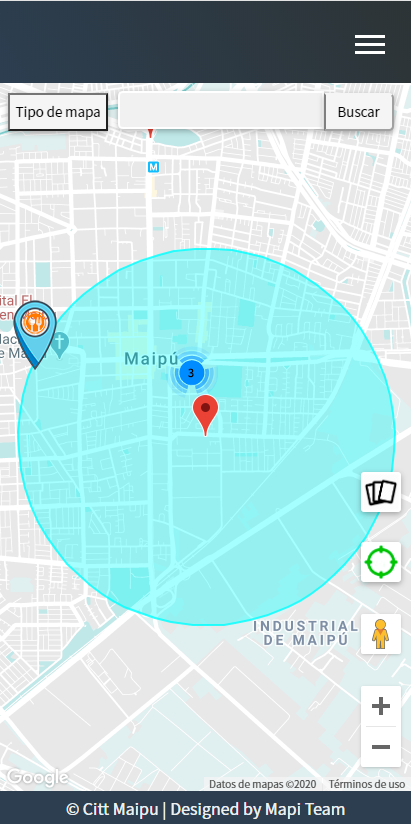 Tipo de mapa
Buscar
M
ital El
Maipú
3
INDUSTRIAL
DE MAIPÚ
Google
Datos de mapas ©2020 Términos de uso
© Citt Maipu | Designed by Mapi Team